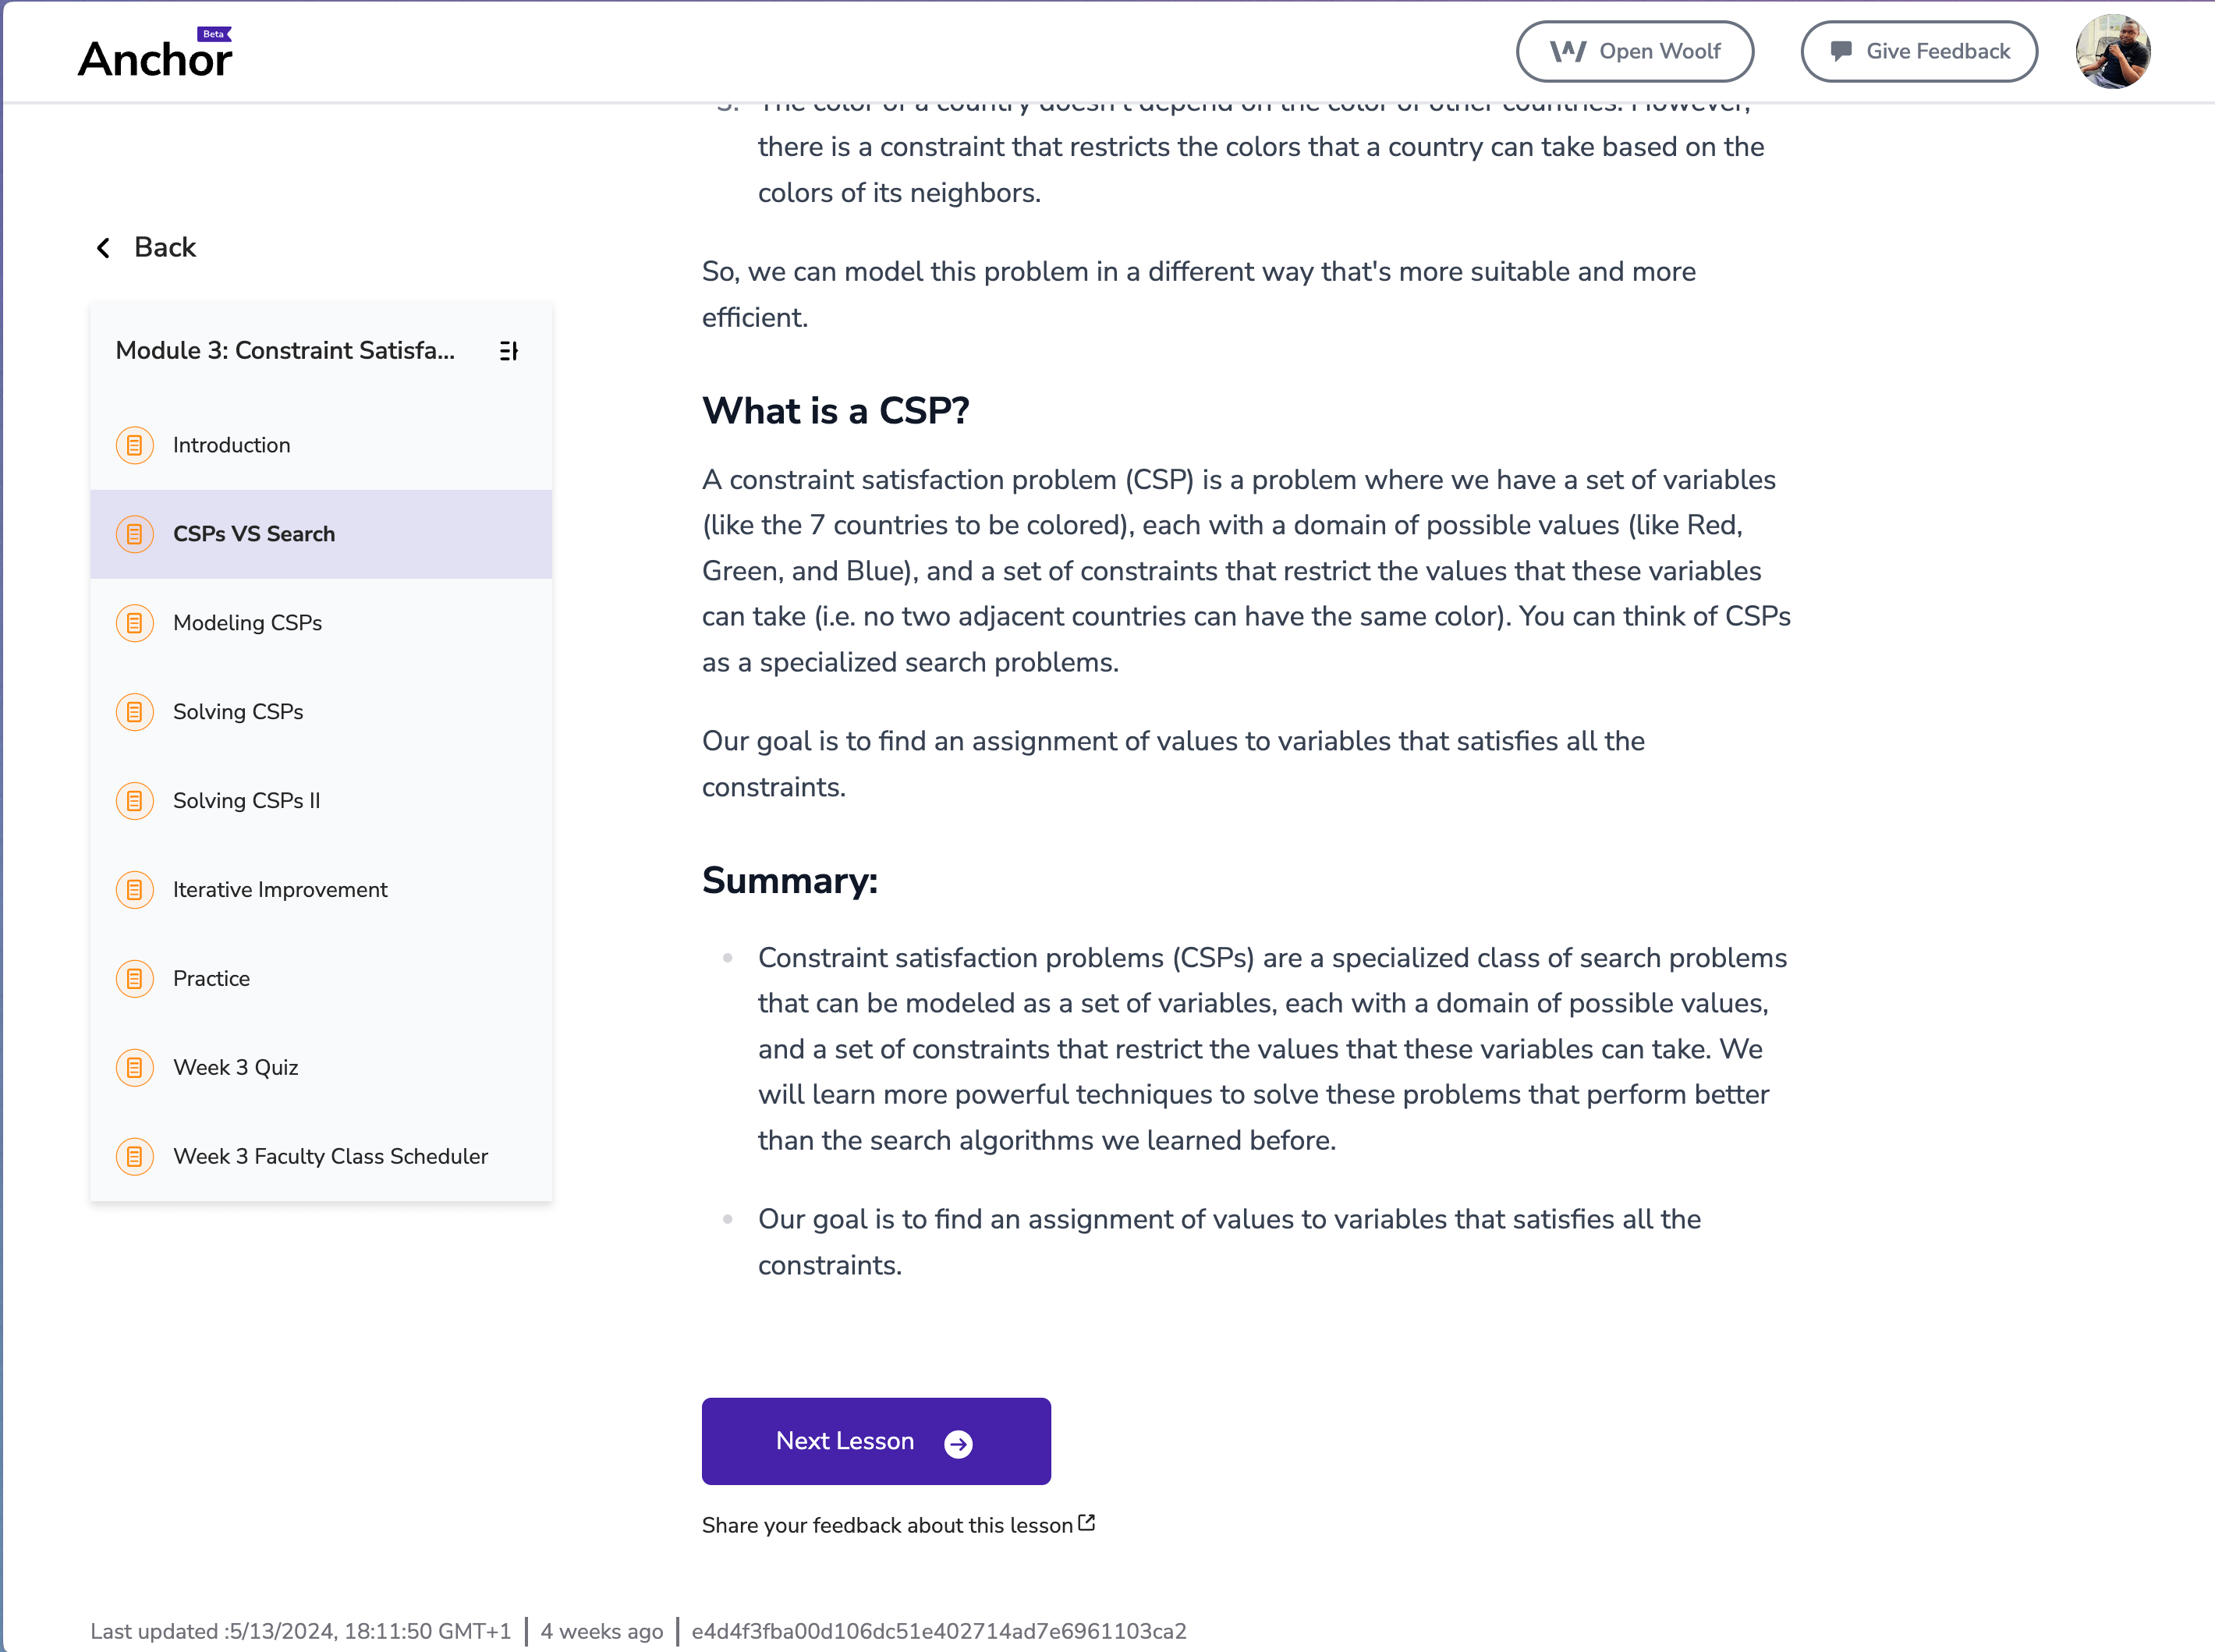 Anchor
Beta
Open Woolf
Give Feedback
The color of a country doesn't depend on the color of other countries. However,
there is a constraint that restricts the colors that a country can take based on the
colors of its neighbors.
So, we can model this problem in a different way that's more suitable and more
efficient.
What is a CSP?
A constraint satisfaction problem (CSP) is a problem where we have a set of variables
(like the 7 countries to be colored), each with a domain of possible values (like Red,
Green, and Blue), and a set of constraints that restrict the values that these variables
can take (i.e. no two adjacent countries can have the same color). You can think of CSPs
as a specialized search problems.
Our goal is to find an assignment of values to variables that satisfies all the
constraints.
Summary:
Constraint satisfaction problems (CSPs) are a specialized class of search problems
that can be modeled as a set of variables, each with a domain of possible values,
and a set of constraints that restrict the values that these variables can take. We
will learn more powerful techniques to solve these problems that perform better
than the search algorithms we learned before.
Our goal is to find an assignment of values to variables that satisfies all the
constraints.
Next Lesson
Share your feedback about this lesson
Back
Module 3: Constraint Satisfa...
Introduction
CSPs VS Search
Modeling CSPs
Solving CSPs
Solving CSPs II
Iterative Improvement
Practice
Week 3 Quiz
Week 3 Faculty Class Scheduler
Last updated :5/13/2024, 18:11:50 GMT+1 | 4 weeks ago | e4d4f3fba00d106dc51e402714ad7e6961103ca2